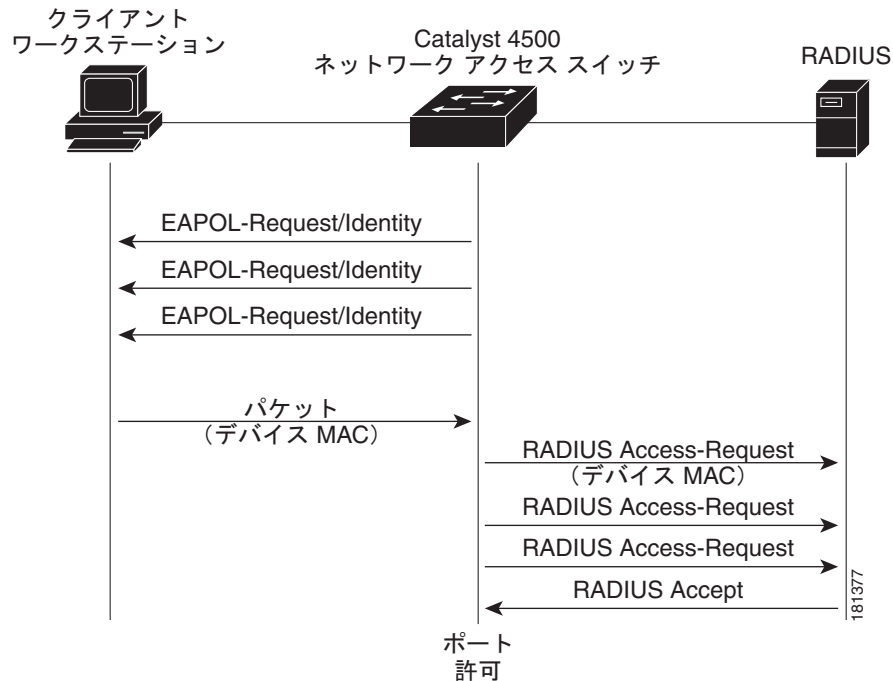 クライアント
ワークステーション
Catalyst 4500
ネットワーク アクセス スイッチ
RADIUS
EAPOL-Request/Identity
EAPOL-Request/Identity
EAPOL-Request/Identity
パケット
（デバイス MAC）
RADIUS Access-Request
（デバイス MAC）
RADIUS Access-Request
RADIUS Access-Request
RADIUS Accept
181377
ポート
許可